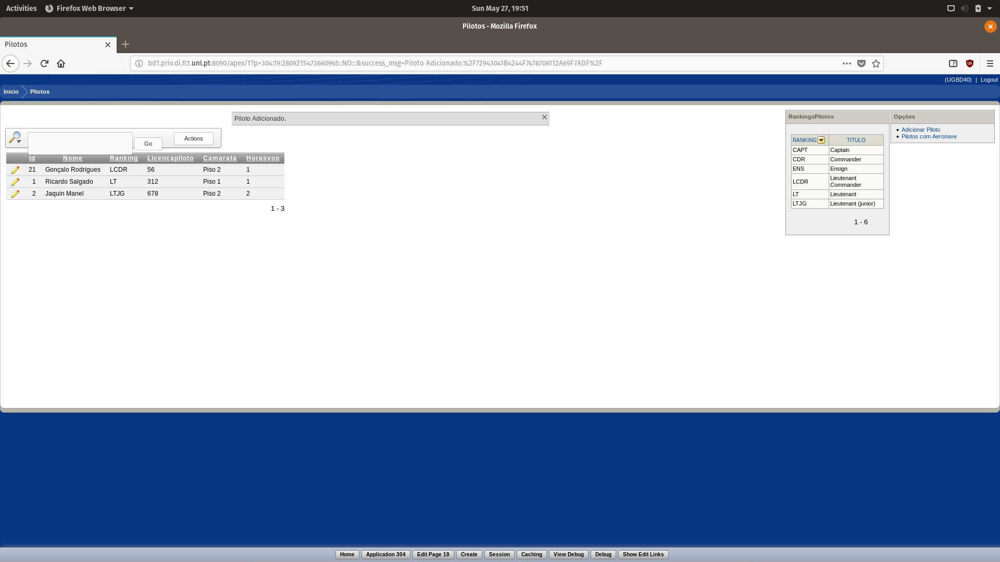 Activities Firefox Web Browser Sun May 27, 19:51
Pilotos - Mozilla Firefox
Pilotos
bd1.priv.di.fct.unl.pt:8090/apex/f?p=304:19:2809215473660965::NO:::&success_msg=Piloto Adicionado.%2F72943041B4244F7478706112A69F7ADF%2F
(UGBD40) | Logout
Inicio Pilotos
Piloto Adicionado.
Go Actions
Id Nome Ranking Licencapiloto Camarata Horasvoo
21 Gonçalo Rodrigues LCDR 56 Piso 2 1
1 Ricardo Salgado LT 312 Piso 1 1
2 Jaquin Manel LTJG 678 Piso 2 2
1 - 3
RankingsPilotos
RANKING TITULO
CAPT Captain
CDR Commander
ENS Ensign
LCDR Lieutenant Commander
LT Lieutenant
LTJG Lieutenant (junior)
1 - 6
Opções
Adicionar Piloto
Pilotos com Aeronave
Home Application 304 Edit Page 19 Create Session Caching View Debug Debug Show Edit Links